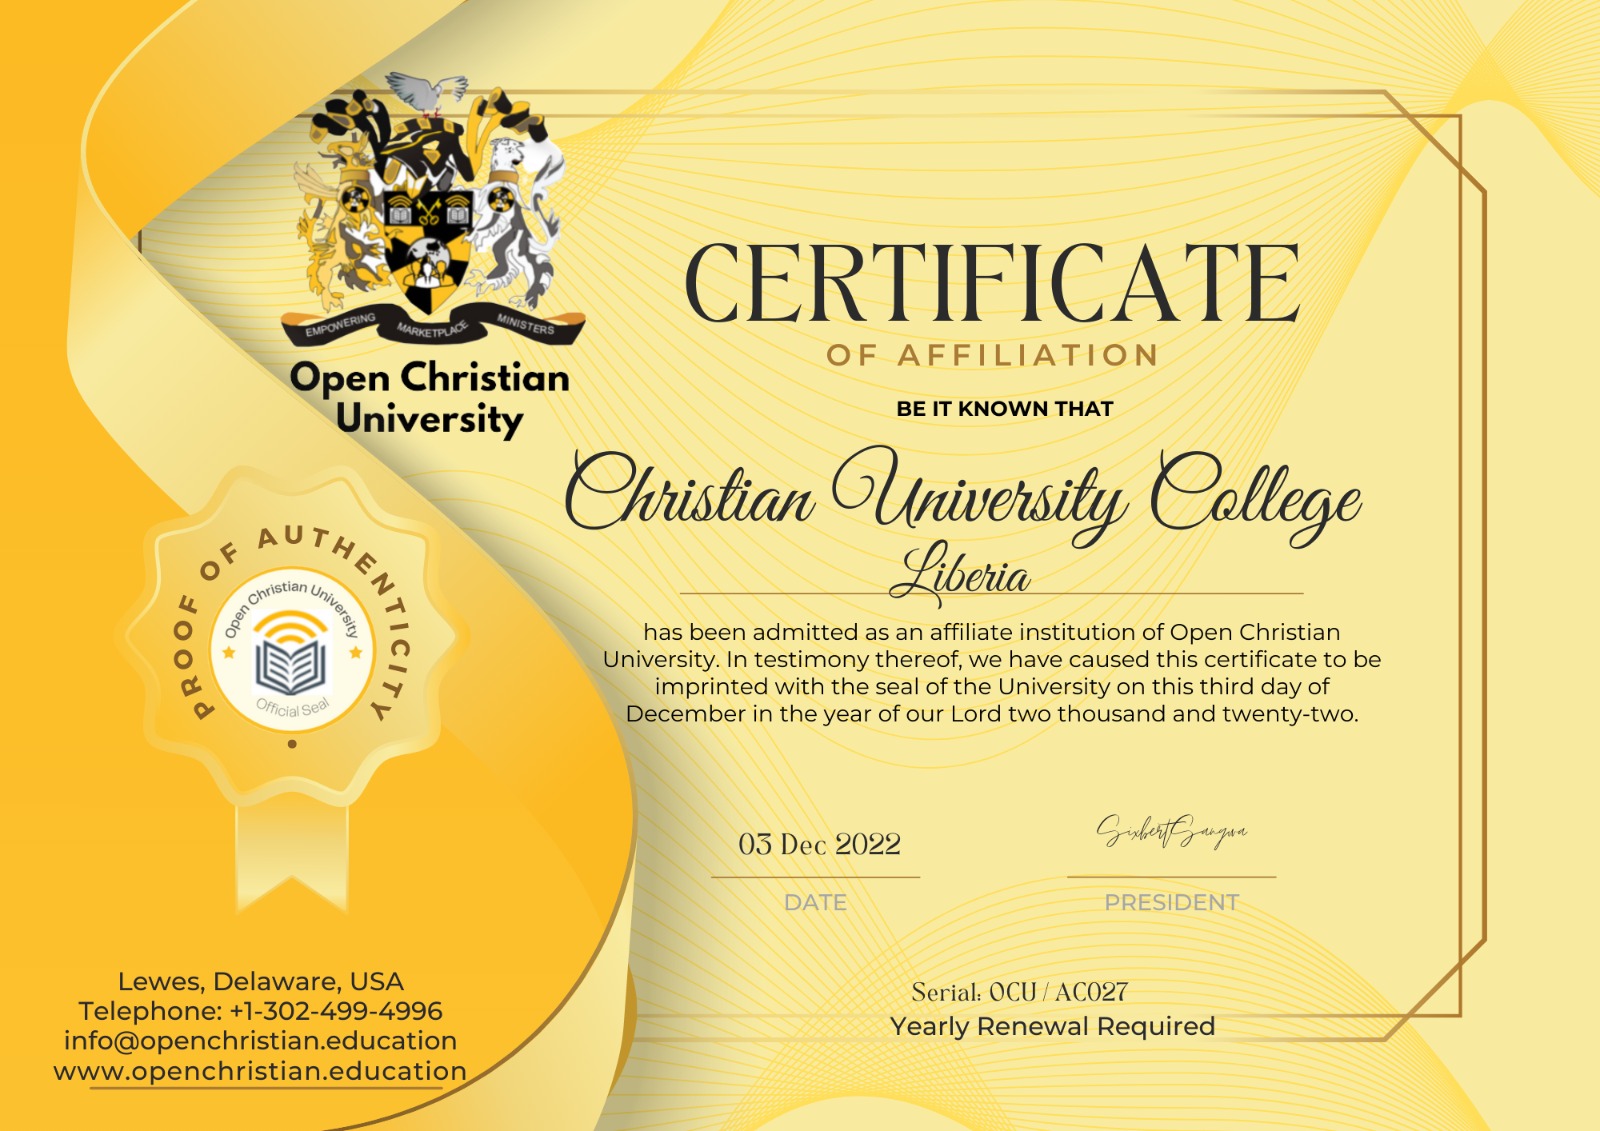 EMPOWERING MARKETPLACE MINISTERS
Open Christian
University
CERTIFICATE
OF AFFILIATION
BE IT KNOWN THAT
Christian University College
Liberia
has been admitted as an affiliate institution of Open Christian
University. In testimony thereof, we have caused this certificate to be
imprinted with the seal of the University on this third day of
December in the year of our Lord two thousand and twenty-two.
PROOF OF AUTHENTICITY
Open Christian University
Official Seal
03 Dec 2022
DATE
SixbertSangwa
PRESIDENT
Lewes, Delaware, USA
Telephone: +1-302-499-4996
info@openchristian.education
www.openchristian.education
Serial: OCU / AC027
Yearly Renewal Required